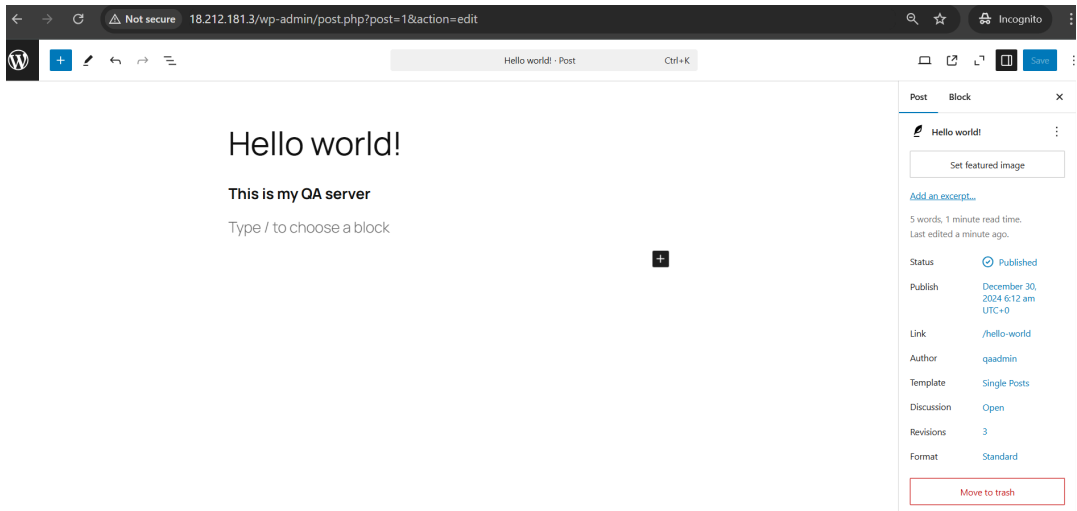 Not secure 18.212.181.3/wp-admin/post.php?post=1&action=edit Incognito
Hello world! · Post Ctrl+K Save
Post Block
Hello world!
Set featured image
Add an excerpt...
5 words, 1 minute read time.
Last edited a minute ago.
Status Published
Publish December 30,
2024 6:12 am
UTC+0
Link /hello-world
Author qaadmin
Template Single Posts
Discussion Open
Revisions 3
Format Standard
Move to trash
Hello world!
This is my QA server
Type / to choose a block